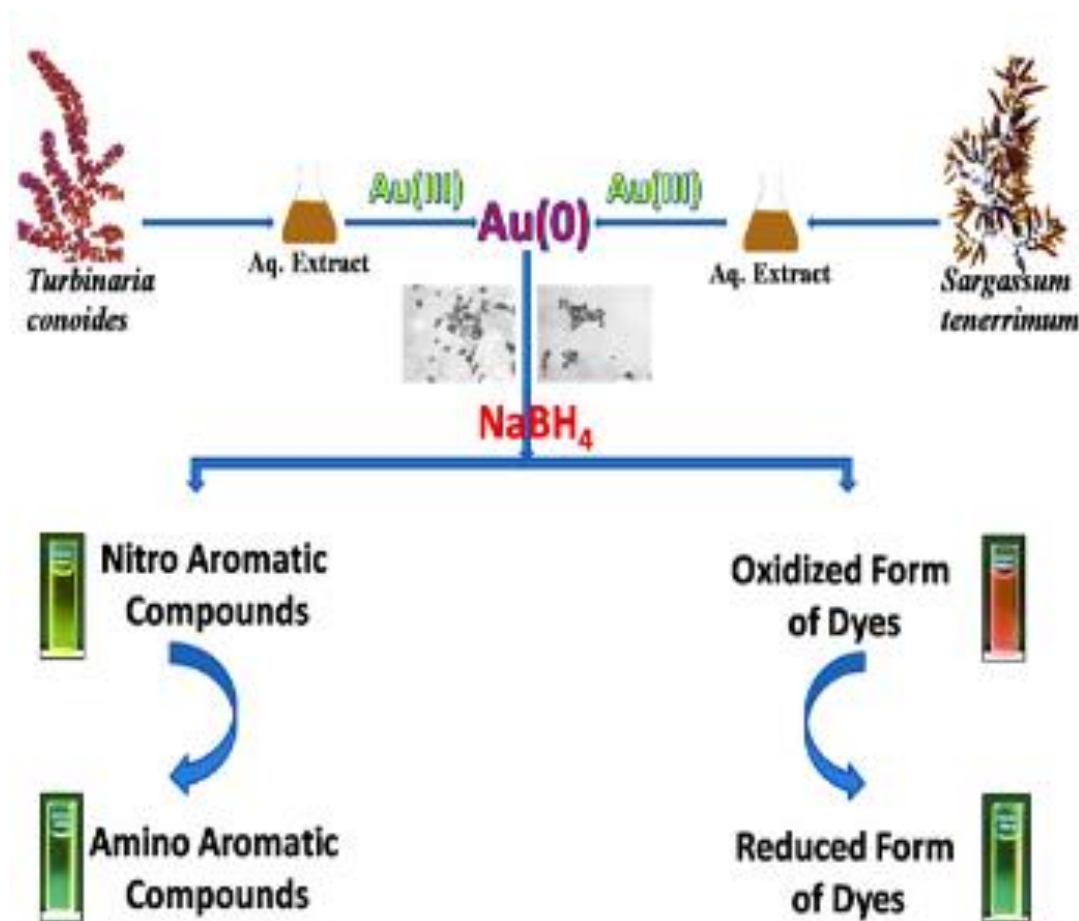 Au(III)
Au(III)
Au(0)
Aq. Extract
Aq. Extract
Turbinaria
conoides
Sargassum
tenerrimum
NaBH₄
Nitro Aromatic
Compounds
Oxidized Form
of Dyes
Amino Aromatic
Compounds
Reduced Form
of Dyes